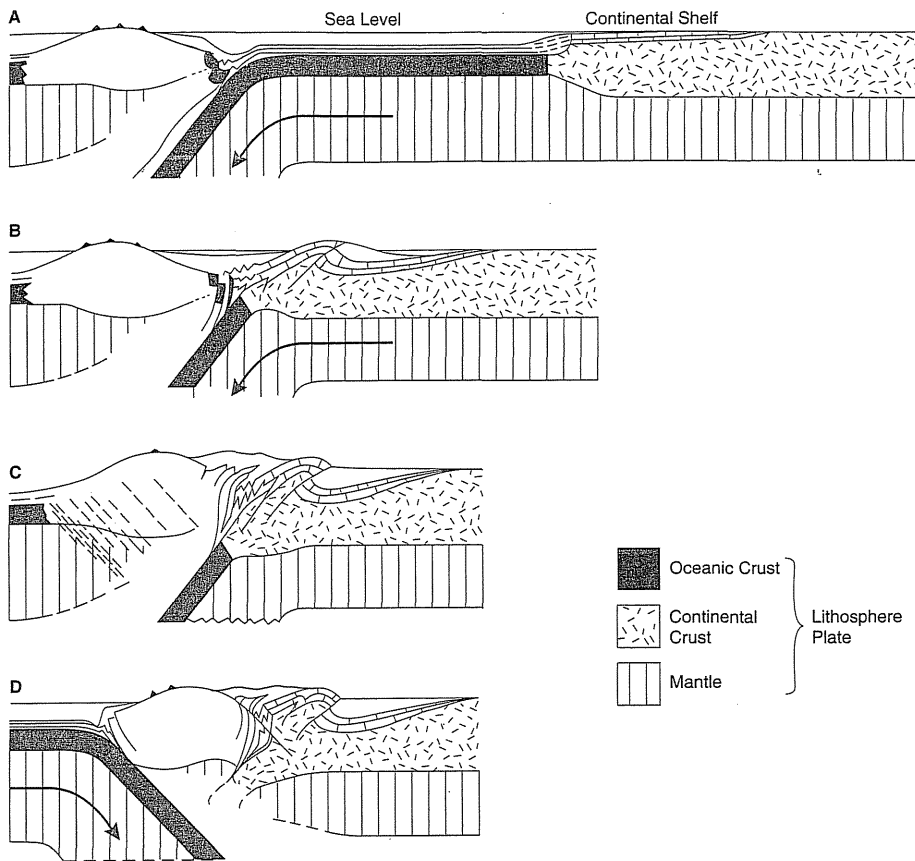 A
Sea Level
Continental Shelf
B
C
D
Oceanic Crust
Continental
Crust
Mantle
Lithosphere
Plate